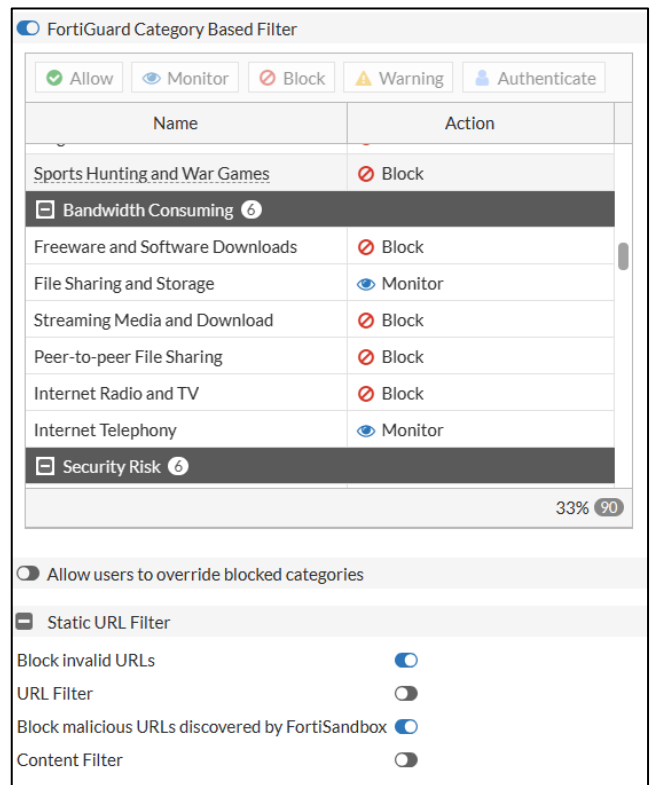 FortiGuard Category Based Filter
Allow Monitor Block Warning Authenticate
Name Action
Sports Hunting and War Games Block
Bandwidth Consuming 6
Freeware and Software Downloads Block
File Sharing and Storage Monitor
Streaming Media and Download Block
Peer-to-peer File Sharing Block
Internet Radio and TV Block
Internet Telephony Monitor
Security Risk 6
33% 90
Allow users to override blocked categories
Static URL Filter
Block invalid URLs
URL Filter
Block malicious URLs discovered by FortiSandbox
Content Filter